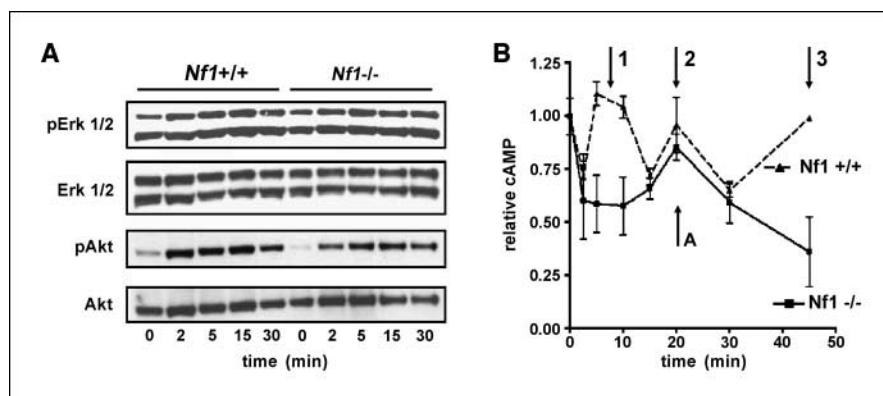 A
Nf1+/+ Nf1-/-
pErk 1/2
Erk 1/2
pAkt
Akt
0 2 5 15 30 0 2 5 15 30
time (min)
B
1 2 3
1.25
1.00
0.75
0.50
0.25
0.00
relative cAMP
Nf1 +/+
A
Nf1 -/-
0 10 20 30 40 50
time (min)